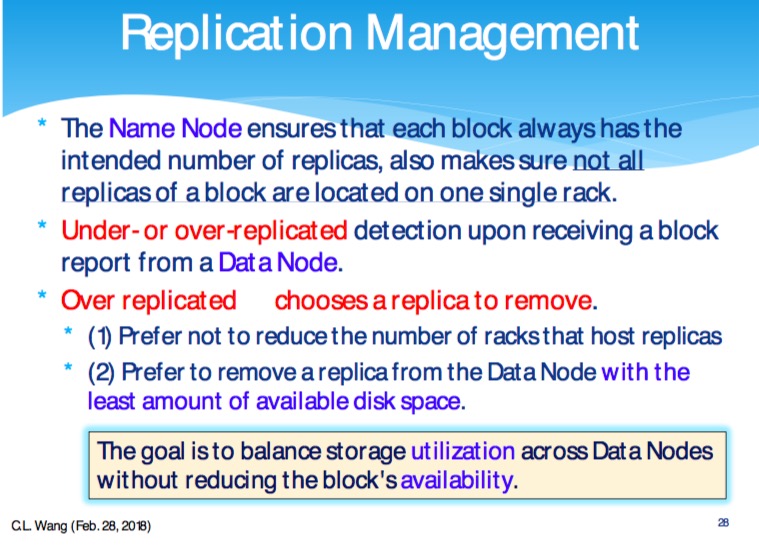 Replication Management
* The Name Node ensures that each block always has the
intended number of replicas, also makes sure not all
replicas of a block are located on one single rack.
* Under- or over-replicated detection upon receiving a block
report from a Data Node.
* Over replicated chooses a replica to remove.
* (1) Prefer not to reduce the number of racks that host replicas
* (2) Prefer to remove a replica from the Data Node with the
least amount of available disk space.
The goal is to balance storage utilization across Data Nodes
without reducing the block's availability.
C.L. Wang (Feb. 28, 2018)
28